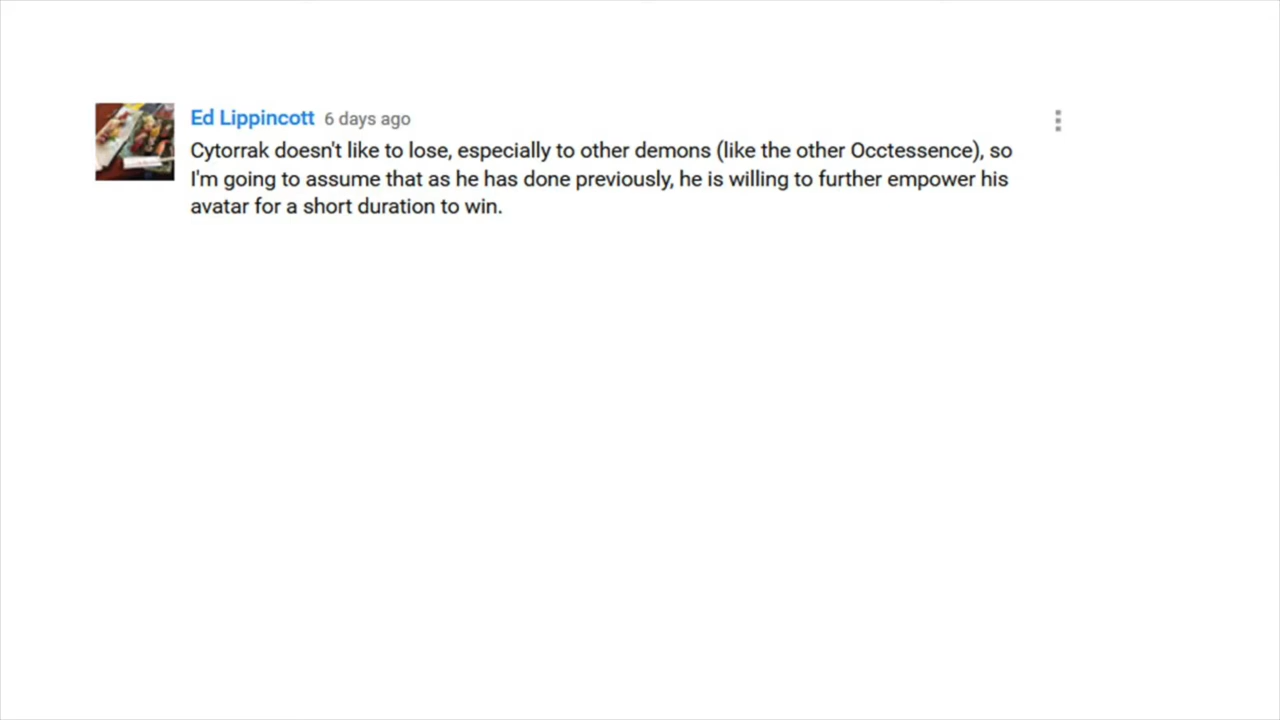 Ed Lippincott 6 days ago
Cytorrak doesn't like to lose, especially to other demons (like the other Occtessence), so
I'm going to assume that as he has done previously, he is willing to further empower his
avatar for a short duration to win.